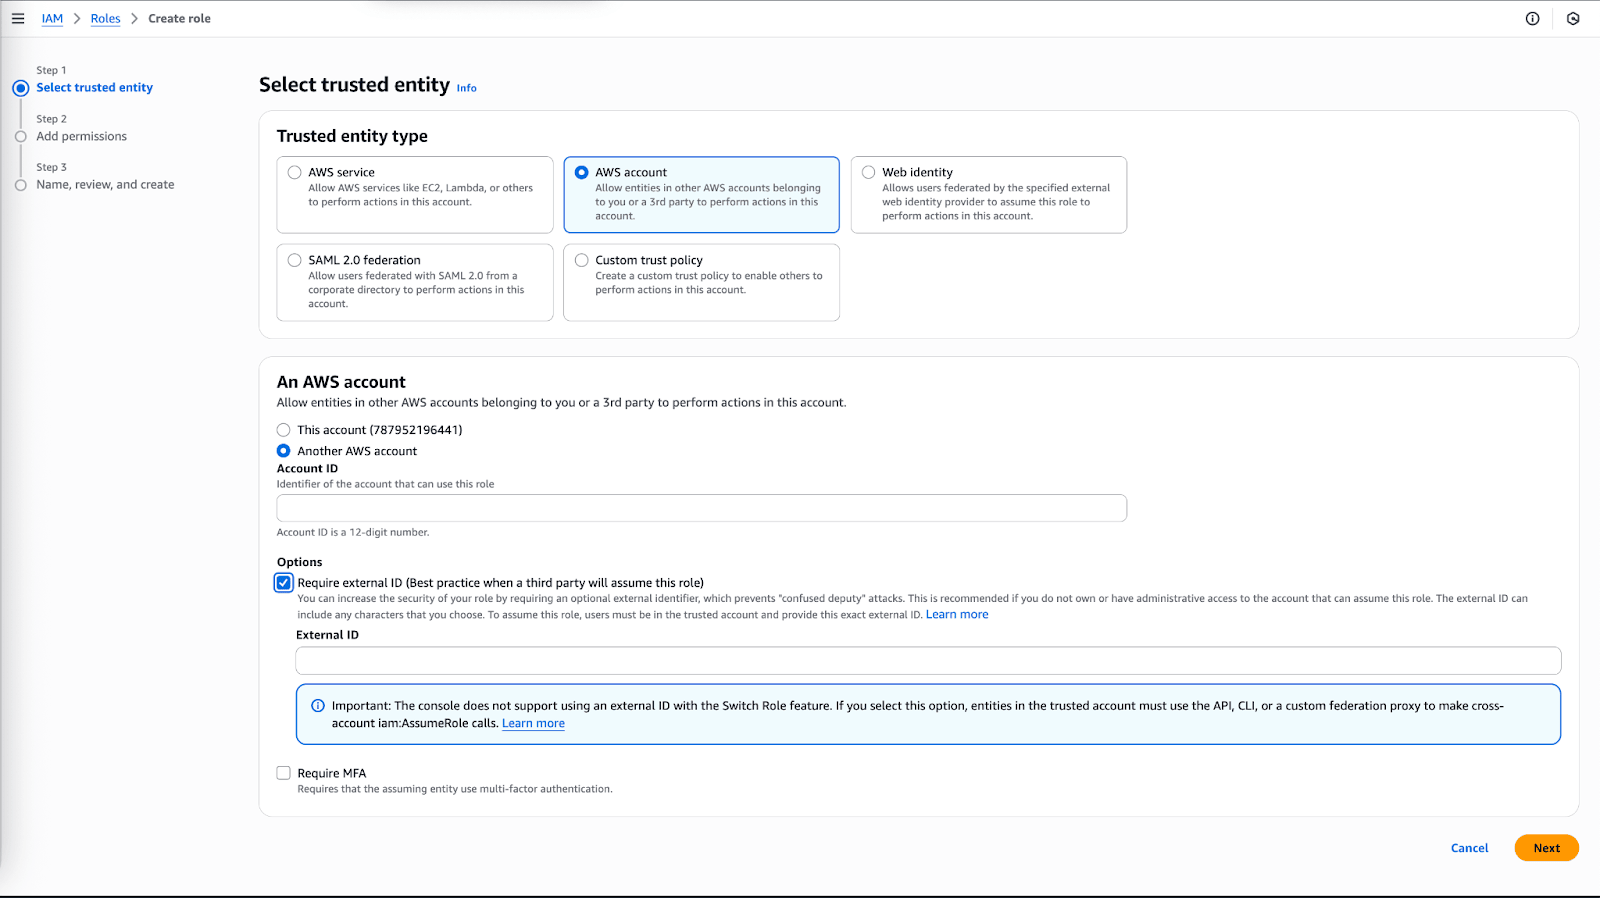 IAM > Roles > Create role
Step 1
Select trusted entity
Step 2
Add permissions
Step 3
Name, review, and create
Select trusted entity Info
Trusted entity type
AWS service
Allow AWS services like EC2, Lambda, or others
to perform actions in this account.
AWS account
Allow entities in other AWS accounts belonging
to you or a 3rd party to perform actions in this
account.
Web identity
Allows users federated by the specified external
web identity provider to assume this role to
perform actions in this account.
SAML 2.0 federation
Allow users federated with SAML 2.0 from a
corporate directory to perform actions in this
account.
Custom trust policy
Create a custom trust policy to enable others to
perform actions in this account.
An AWS account
Allow entities in other AWS accounts belonging to you or a 3rd party to perform actions in this account.
This account (787952196441)
Another AWS account
Account ID
Identifier of the account that can use this role
Account ID is a 12-digit number.
Options
Require external ID (Best practice when a third party will assume this role)
You can increase the security of your role by requiring an optional external identifier, which prevents "confused deputy" attacks. This is recommended if you do not own or have administrative access to the account that can assume this role. The external ID can
include any characters that you choose. To assume this role, users must be in the trusted account and provide this exact external ID. Learn more
External ID
Important: The console does not support using an external ID with the Switch Role feature. If you select this option, entities in the trusted account must use the API, CLI, or a custom federation proxy to make cross-
account iam:AssumeRole calls. Learn more
Require MFA
Requires that the assuming entity use multi-factor authentication.
Cancel
Next